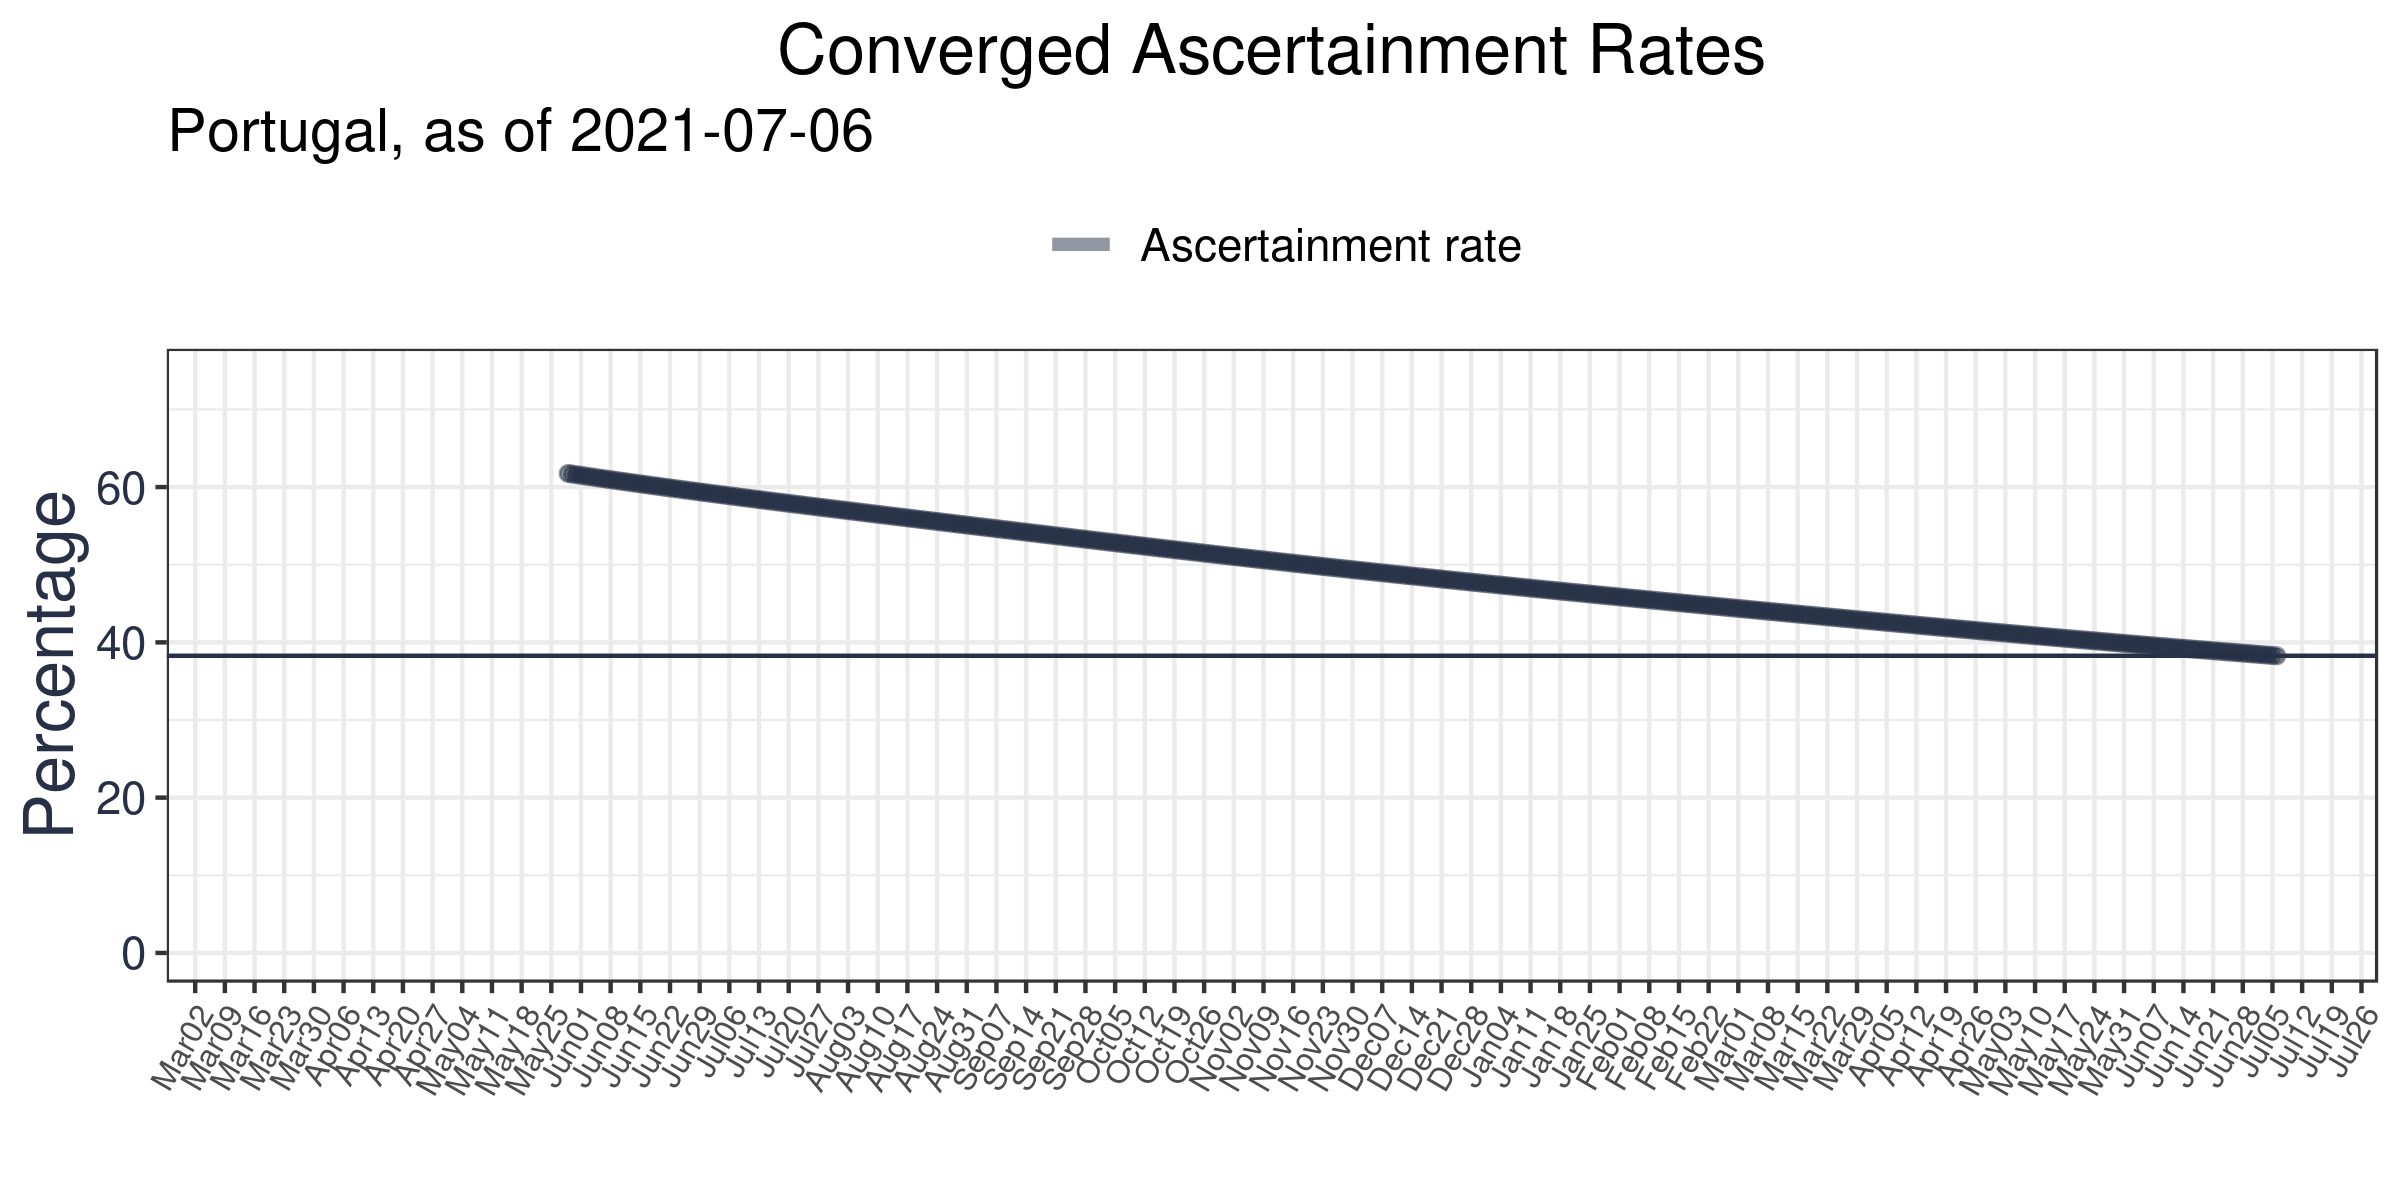 Converged Ascertainment Rates
Portugal, as of 2021-07-06
Ascertainment rate
Percentage
60
40
20
0
Mar02 Mar09 Mar16 Mar23 Mar30 Apr06 Apr13 Apr20 Apr27 May04 May11 May18 May25 Jun01 Jun08 Jun15 Jun22 Jun29 Jul06 Jul13 Jul20 Jul27 Aug03 Aug10 Aug17 Aug24 Aug31 Sep07 Sep14 Sep21 Sep28 Oct05 Oct12 Oct19 Oct26 Nov02 Nov09 Nov16 Nov23 Nov30 Dec07 Dec14 Dec21 Dec28 Jan04 Jan11 Jan18 Jan25 Feb01 Feb08 Feb15 Feb22 Mar01 Mar08 Mar15 Mar22 Mar29 Apr05 Apr12 Apr19 Apr26 May03 May10 May17 May24 May31 Jun07 Jun14 Jun21 Jun28 Jul05 Jul12 Jul19 Jul26